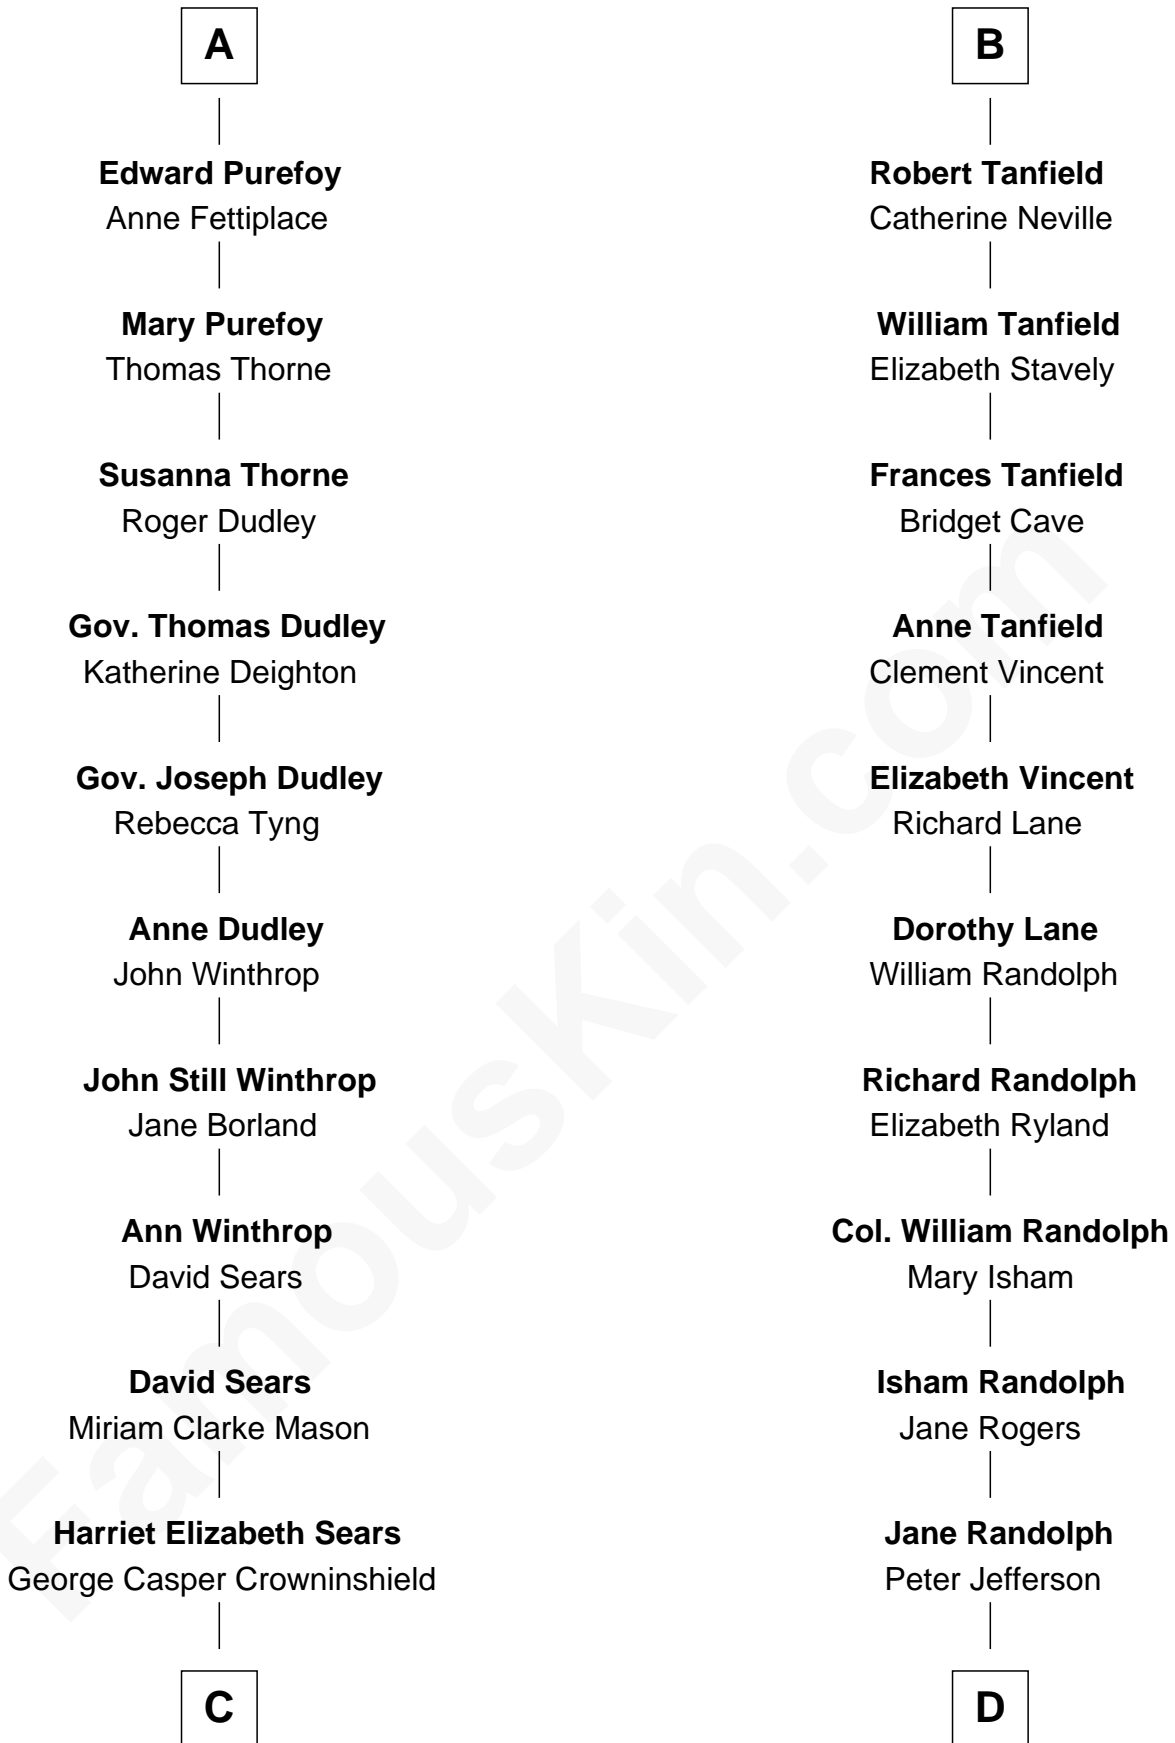 A
Edward Purefoy
Anne Fettiplace
Mary Purefoy
Thomas Thorne
Susanna Thorne
Roger Dudley
Gov. Thomas Dudley
Katherine Deighton
Gov. Joseph Dudley
Rebecca Tyng
Anne Dudley
John Winthrop
John Still Winthrop
Jane Borland
Ann Winthrop
David Sears
David Sears
Miriam Clarke Mason
Harriet Elizabeth Sears
George Casper Crowninshield
C
B
Robert Tanfield
Catherine Neville
William Tanfield
Elizabeth Stavely
Frances Tanfield
Bridget Cave
Anne Tanfield
Clement Vincent
Elizabeth Vincent
Richard Lane
Dorothy Lane
William Randolph
Richard Randolph
Elizabeth Ryland
Col. William Randolph
Mary Isham
Isham Randolph
Jane Rogers
Jane Randolph
Peter Jefferson
D
FamousKin.com